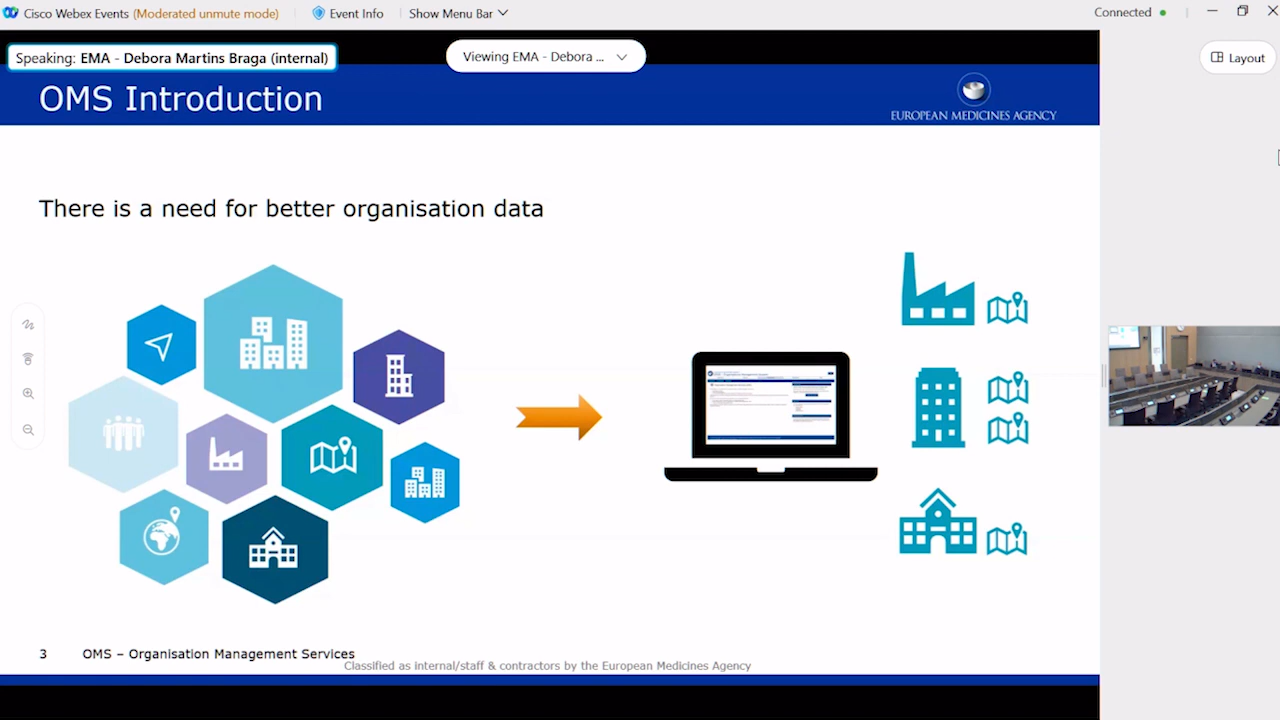 Cisco Webex Events (Moderated unmute mode)
Event Info
Show Menu Bar
Connected
Speaking: EMA - Debora Martins Braga (internal)
Viewing EMA - Debora ...
Layout
OMS Introduction
EUROPEAN MEDICINES AGENCY
There is a need for better organisation data
3
OMS – Organisation Management Services
Classified as internal/staff & contractors by the European Medicines Agency